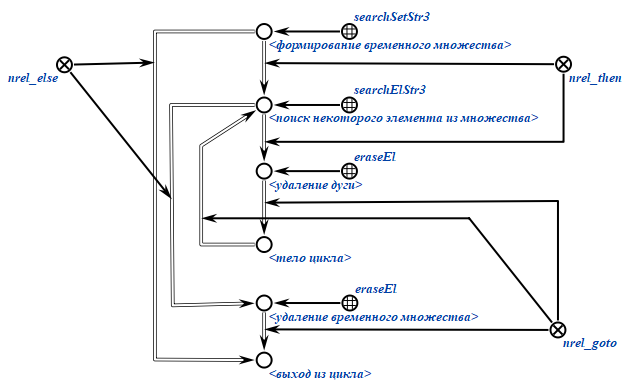 searchSetStr3
<формирование временного множества>
nrel_else
nrel_then
searchElStr3
<поиск некоторого элемента из множества>
eraseEl
<удаление дуги>
<тело цикла>
eraseEl
<удаление временного множества>
nrel_goto
<выход из цикла>